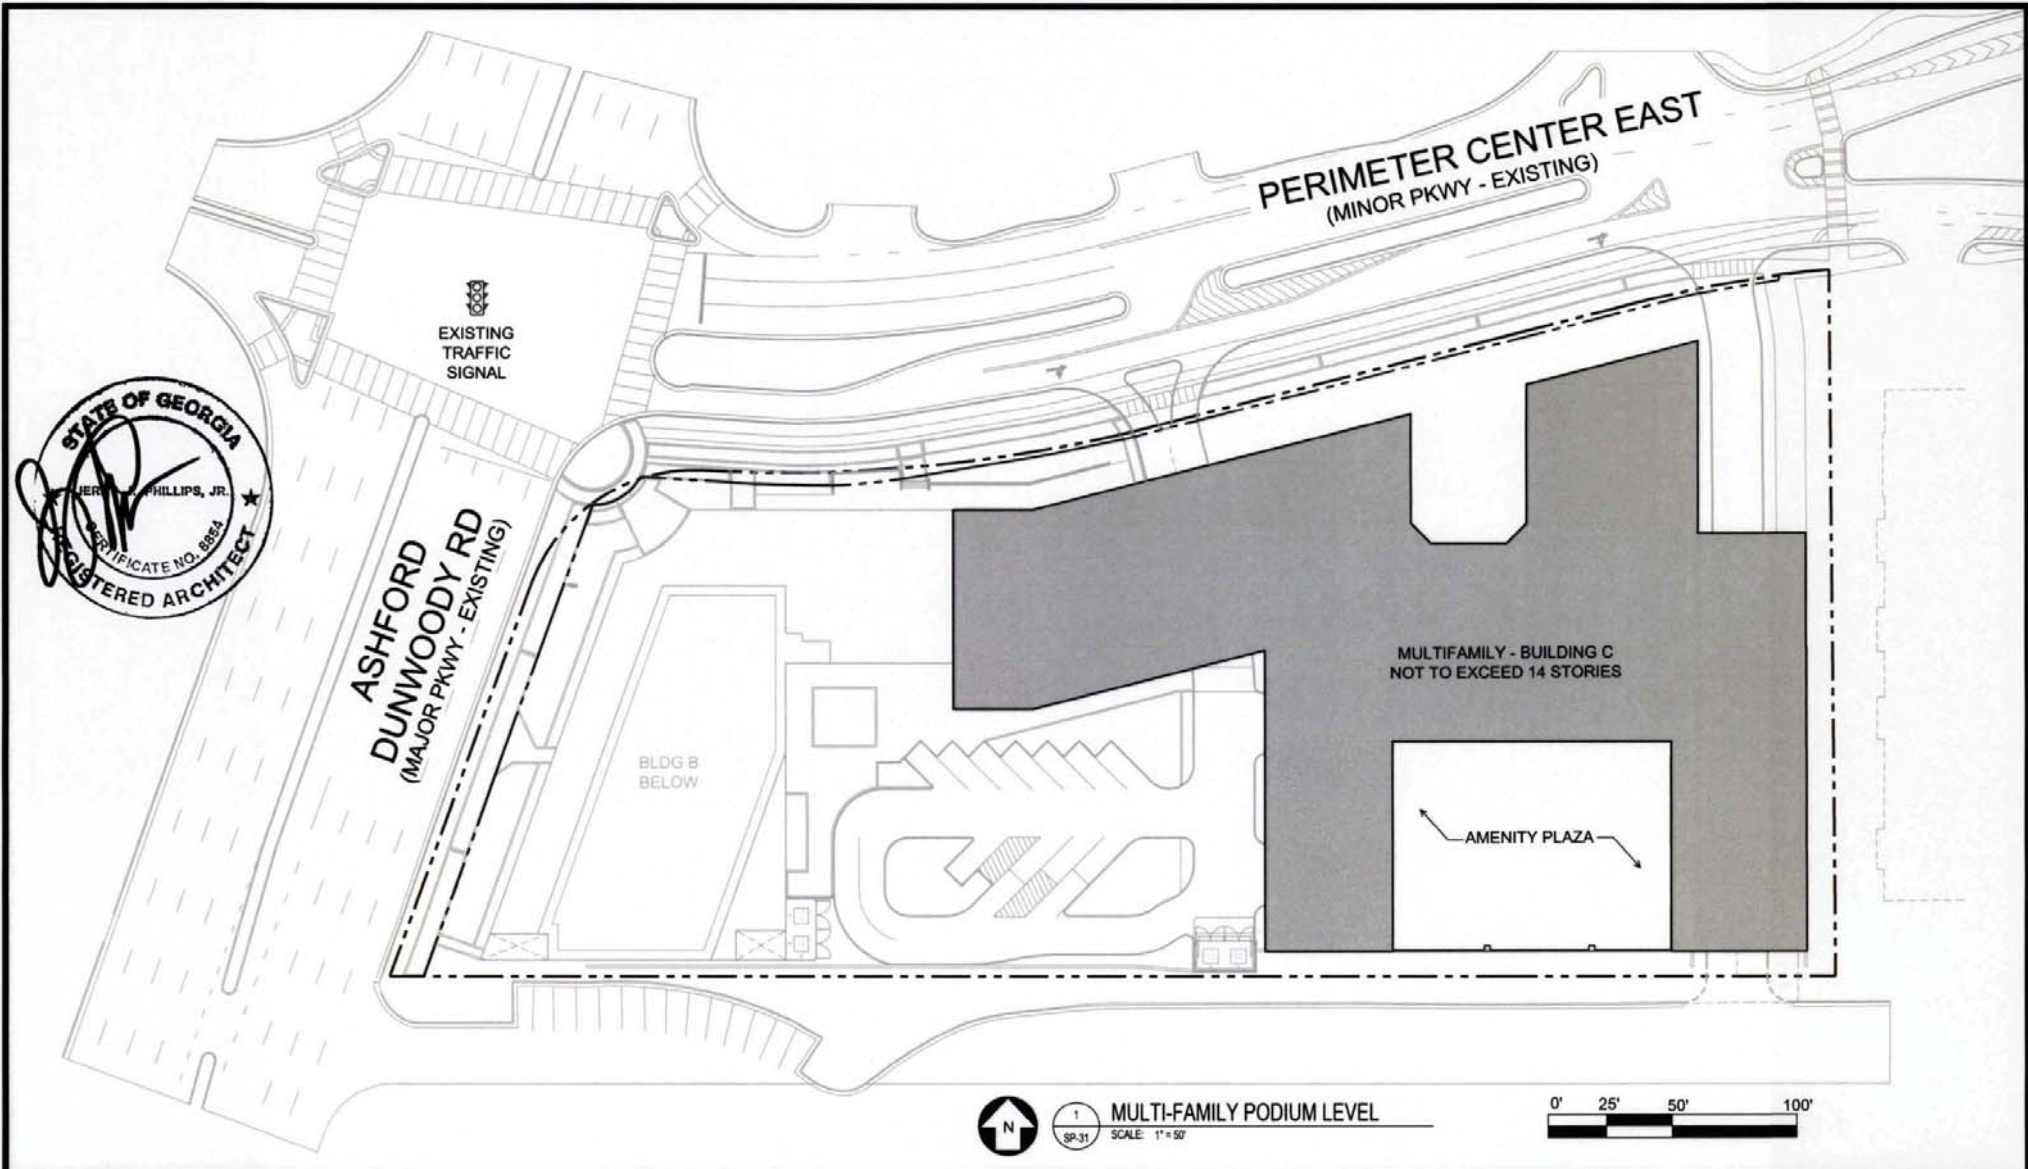 PERIMETER CENTER EAST
(MINOR PKWY - EXISTING)
EXISTING
TRAFFIC
SIGNAL
STATE OF GEORGIA
PHILLIPS, JR.
CERTIFICATE NO. 8854
REGISTERED ARCHITECT
ASHFORD
DUNWOODY RD
(MAJOR PKWY - EXISTING)
MULTIFAMILY - BUILDING C
NOT TO EXCEED 14 STORIES
BLDG B
BELOW
AMENITY PLAZA
N
1
SP-31
MULTI-FAMILY PODIUM LEVEL
SCALE: 1" = 50'
0' 25' 50' 100'